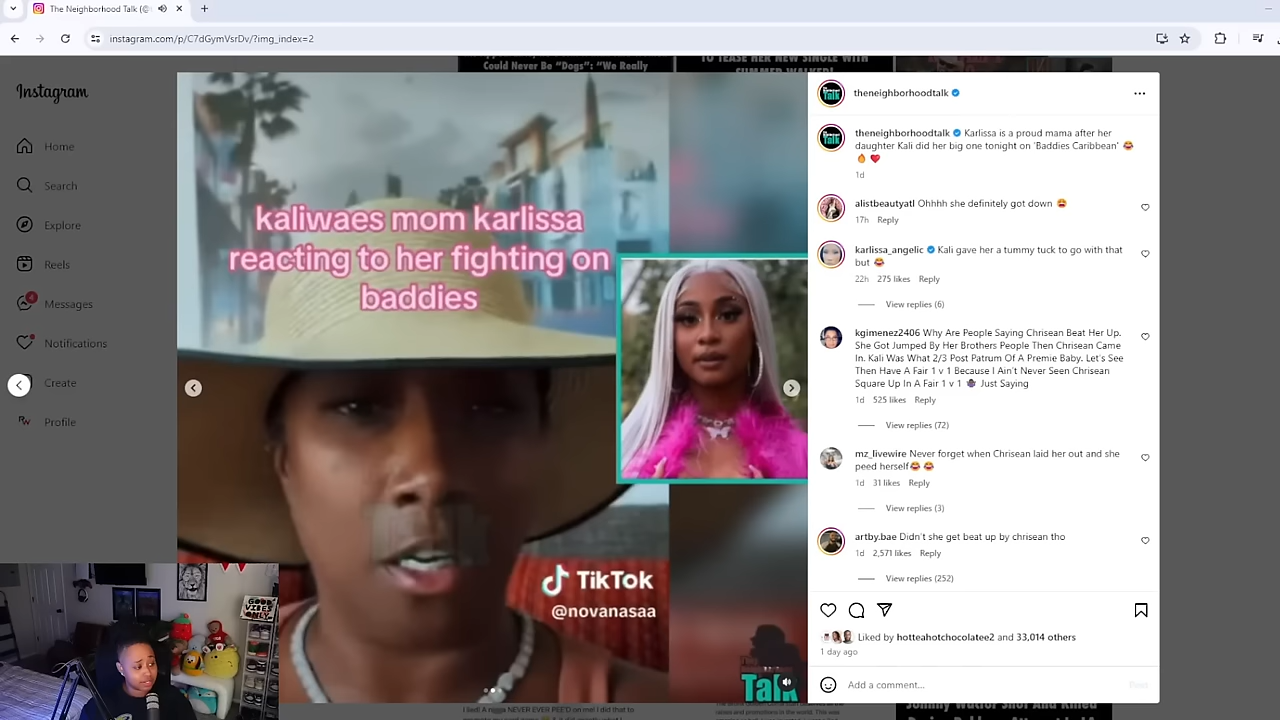 The Neighborhood Talk (@
instagram.com/p/C7dGymVsrDv/?img_index=2
Could Never Be “Dogs”: “We Really
TO TEASE HER NEW SINGLE WITH
SUMMER WALKER!
Instagram
Home
Search
Explore
Reels
4
Messages
Notifications
Create
Profile
kaliwaes mom karlissa
reacting to her fighting on
baddies
TikTok
@novanasaa
Talk
VIBES
ONLY
theneighborhoodtalk
theneighborhoodtalk Karlissa is a proud mama after her
daughter Kali did her big one tonight on ‘Baddies Caribbean’ 😂
🔥 ❤️
1d
alistbeautyatl Ohhhh she definitely got down 🤩
17h Reply
karlissa_angelic Kali gave her a tummy tuck to go with that
but 😂
22h 275 likes Reply
View replies (6)
kgimenez2406 Why Are People Saying Chrisean Beat Her Up.
She Got Jumped By Her Brothers People Then Chrisean Came
In. Kali Was What 2/3 Post Patrum Of A Premie Baby. Let's See
Then Have A Fair 1 v 1 Because I Ain't Never Seen Chrisean
Square Up In A Fair 1 v 1 🤷🏿‍♀️ Just Saying
1d 525 likes Reply
View replies (72)
mz_livewire Never forget when Chrisean laid her out and she
peed herself😂 😂
1d 31 likes Reply
View replies (3)
artby.bae Didn't she get beat up by chrisean tho
1d 2,571 likes Reply
View replies (252)
Liked by hotteahotchocolatee2 and 33,014 others
1 day ago
Add a comment...
Post